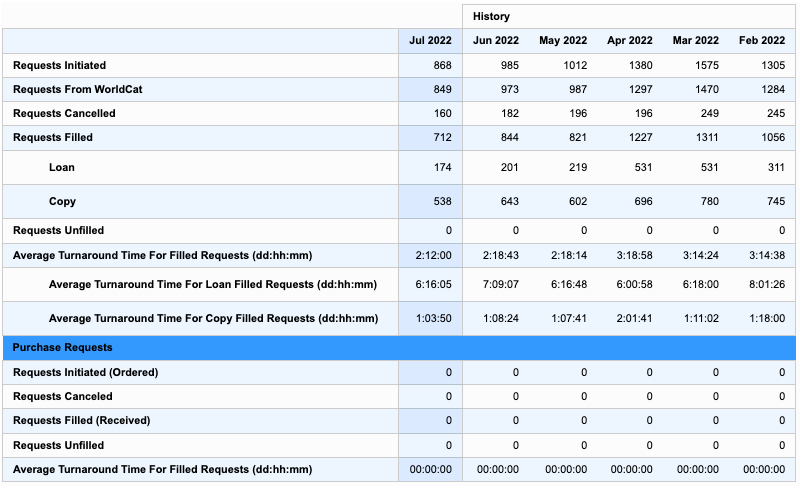 History
Jul 2022 Jun 2022 May 2022 Apr 2022 Mar 2022 Feb 2022
Requests Initiated 868 985 1012 1380 1575 1305
Requests From WorldCat 849 973 987 1297 1470 1284
Requests Cancelled 160 182 196 196 249 245
Requests Filled 712 844 821 1227 1311 1056
Loan 174 201 219 531 531 311
Copy 538 643 602 696 780 745
Requests Unfilled 0 0 0 0 0 0
Average Turnaround Time For Filled Requests (dd:hh:mm) 2:12:00 2:18:43 2:18:14 3:18:58 3:14:24 3:14:38
Average Turnaround Time For Loan Filled Requests (dd:hh:mm) 6:16:05 7:09:07 6:16:48 6:00:58 6:18:00 8:01:26
Average Turnaround Time For Copy Filled Requests (dd:hh:mm) 1:03:50 1:08:24 1:07:41 2:01:41 1:11:02 1:18:00
Purchase Requests
Requests Initiated (Ordered) 0 0 0 0 0 0
Requests Canceled 0 0 0 0 0 0
Requests Filled (Received) 0 0 0 0 0 0
Requests Unfilled 0 0 0 0 0 0
Average Turnaround Time For Filled Requests (dd:hh:mm) 00:00:00 00:00:00 00:00:00 00:00:00 00:00:00 00:00:00